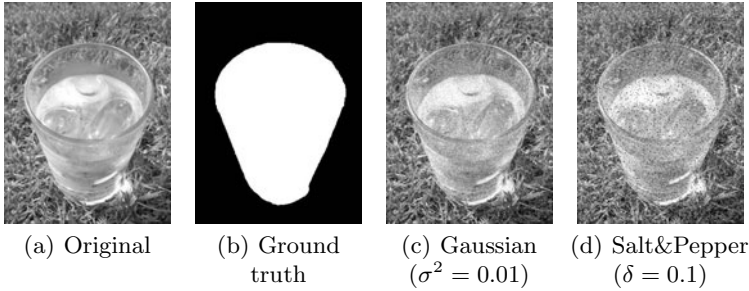 (a) Original
(b) Ground truth
(c) Gaussian (σ² = 0.01)
(d) Salt&Pepper (δ = 0.1)